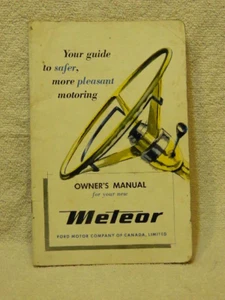 Your guide
to safer,
more pleasant
motoring
OWNER'S MANUAL
for your new
Meteor
FORD MOTOR COMPANY OF CANADA, LIMITED